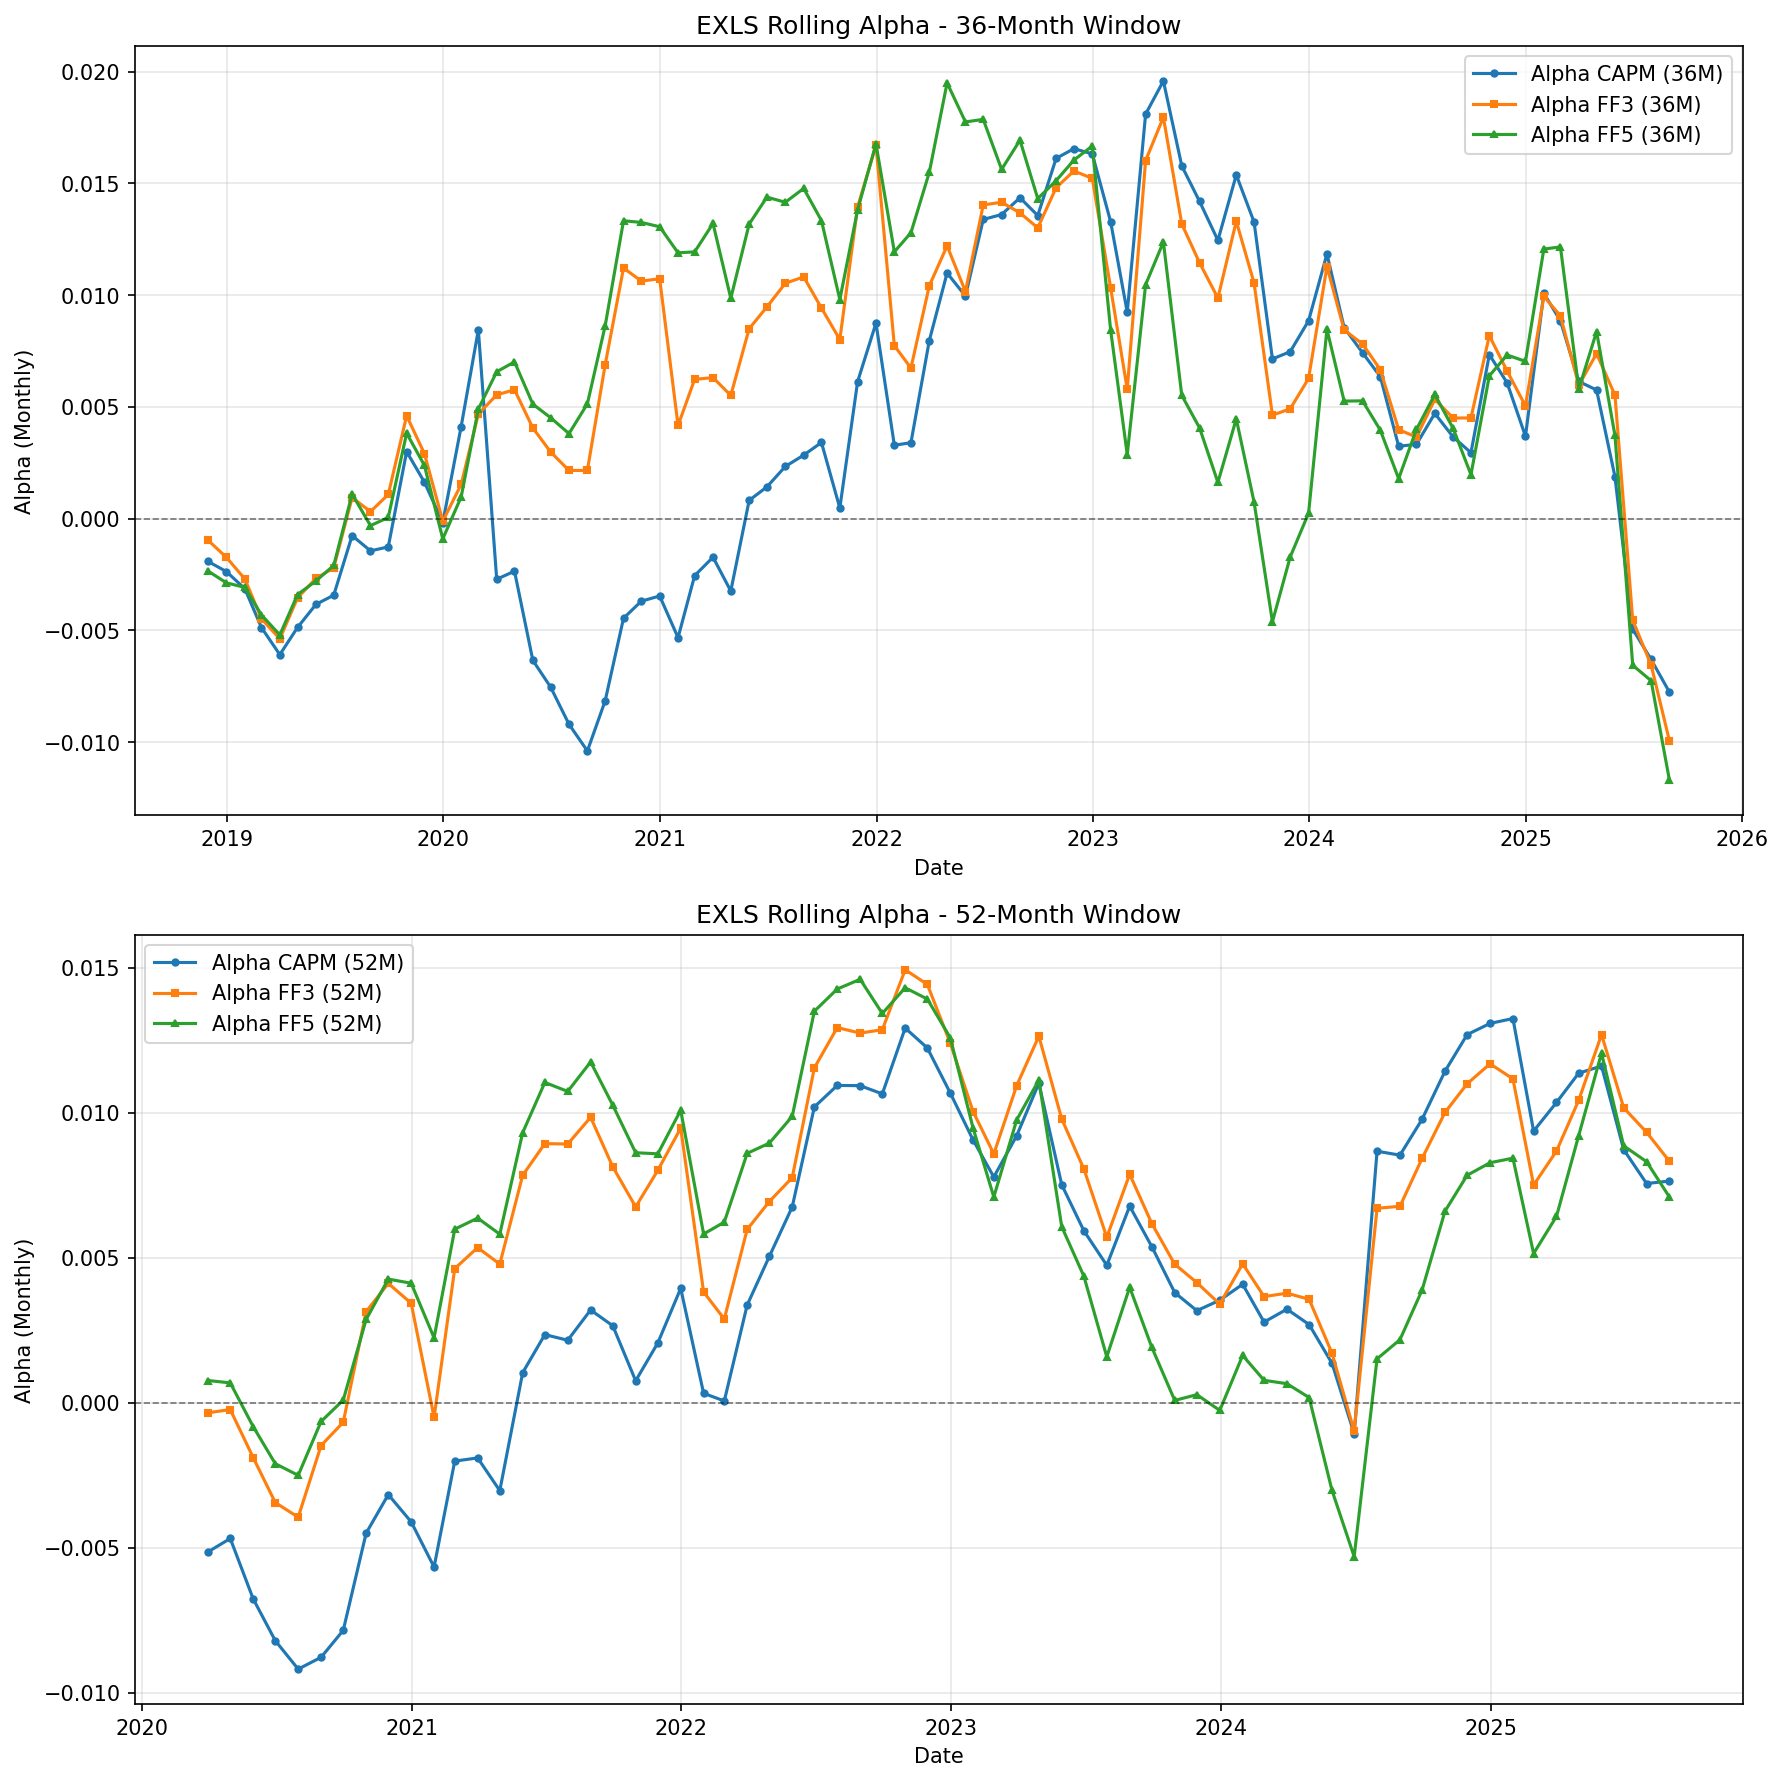 EXLS Rolling Alpha - 36-Month Window
0.020
0.015
0.010
0.005
0.000
−0.005
−0.010
Alpha (Monthly)
Alpha CAPM (36M)
Alpha FF3 (36M)
Alpha FF5 (36M)
2019 2020 2021 2022 2023 2024 2025 2026
Date
EXLS Rolling Alpha - 52-Month Window
0.015
0.010
0.005
0.000
−0.005
−0.010
Alpha (Monthly)
Alpha CAPM (52M)
Alpha FF3 (52M)
Alpha FF5 (52M)
2020 2021 2022 2023 2024 2025
Date